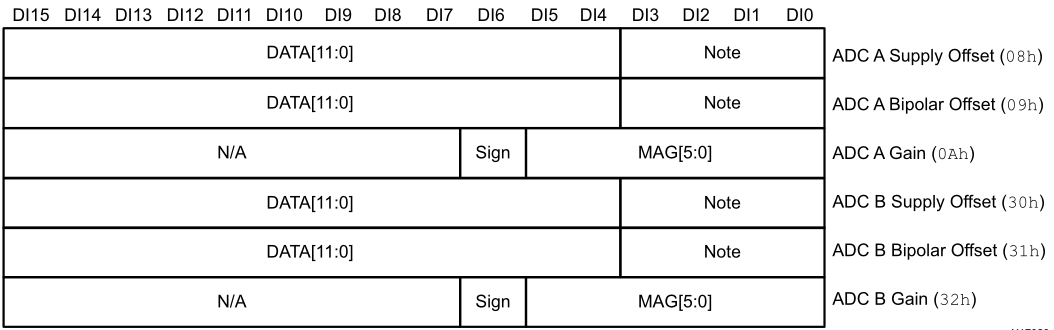 DI15 DI14 DI13 DI12 DI11 DI10 DI9 DI8 DI7 DI6 DI5 DI4 DI3 DI2 DI1 DI0
DATA[11:0] Note ADC A Supply Offset (08h)
DATA[11:0] Note ADC A Bipolar Offset (09h)
N/A Sign MAG[5:0] ADC A Gain (0Ah)
DATA[11:0] Note ADC B Supply Offset (30h)
DATA[11:0] Note ADC B Bipolar Offset (31h)
N/A Sign MAG[5:0] ADC B Gain (32h)